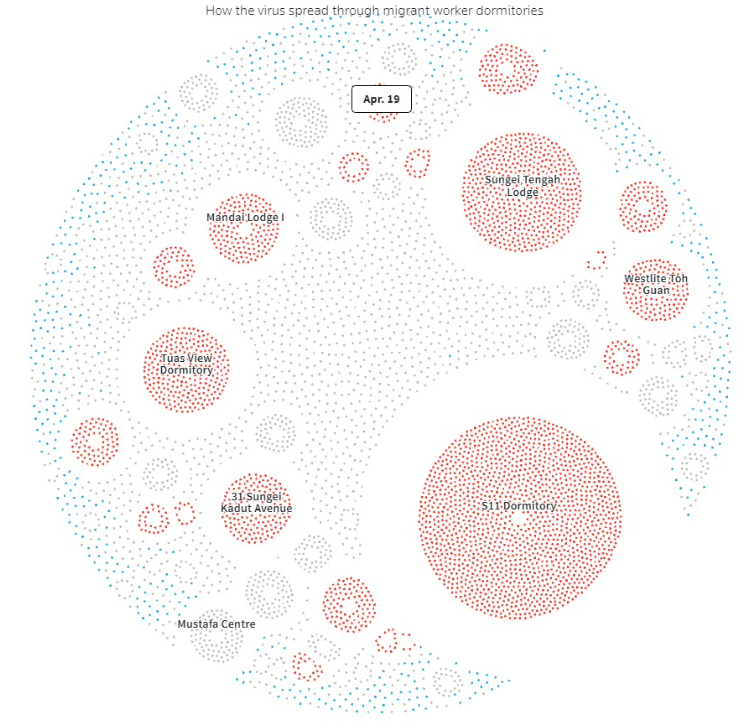 How the virus spread through migrant worker dormitories
Apr. 19
Sungei Tengah
Lodge
Mandai Lodge I
Westlite Toh
Guan
Tuas View
Dormitory
31 Sungei
Kadut Avenue
S11 Dormitory
Mustafa Centre